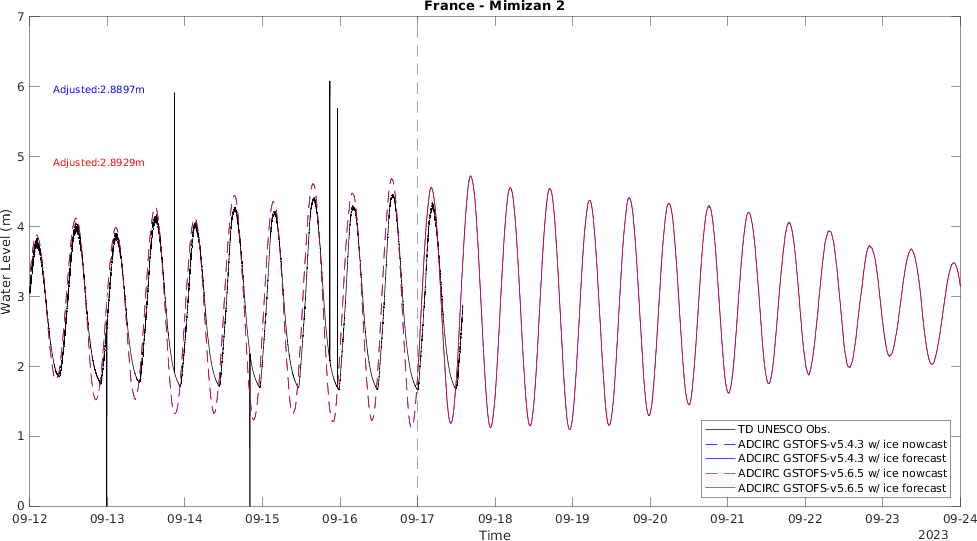 France - Mimizan 2
7
6
5
4
3
2
1
0
Water Level (m)
Adjusted:2.8897m
Adjusted:2.8929m
TD UNESCO Obs.
ADCIRC GSTOFS-v5.4.3 w/ ice nowcast
ADCIRC GSTOFS-v5.4.3 w/ ice forecast
ADCIRC GSTOFS-v5.6.5 w/ ice nowcast
ADCIRC GSTOFS-v5.6.5 w/ ice forecast
09-12 09-13 09-14 09-15 09-16 09-17 09-18 09-19 09-20 09-21 09-22 09-23 09-24
Time
2023